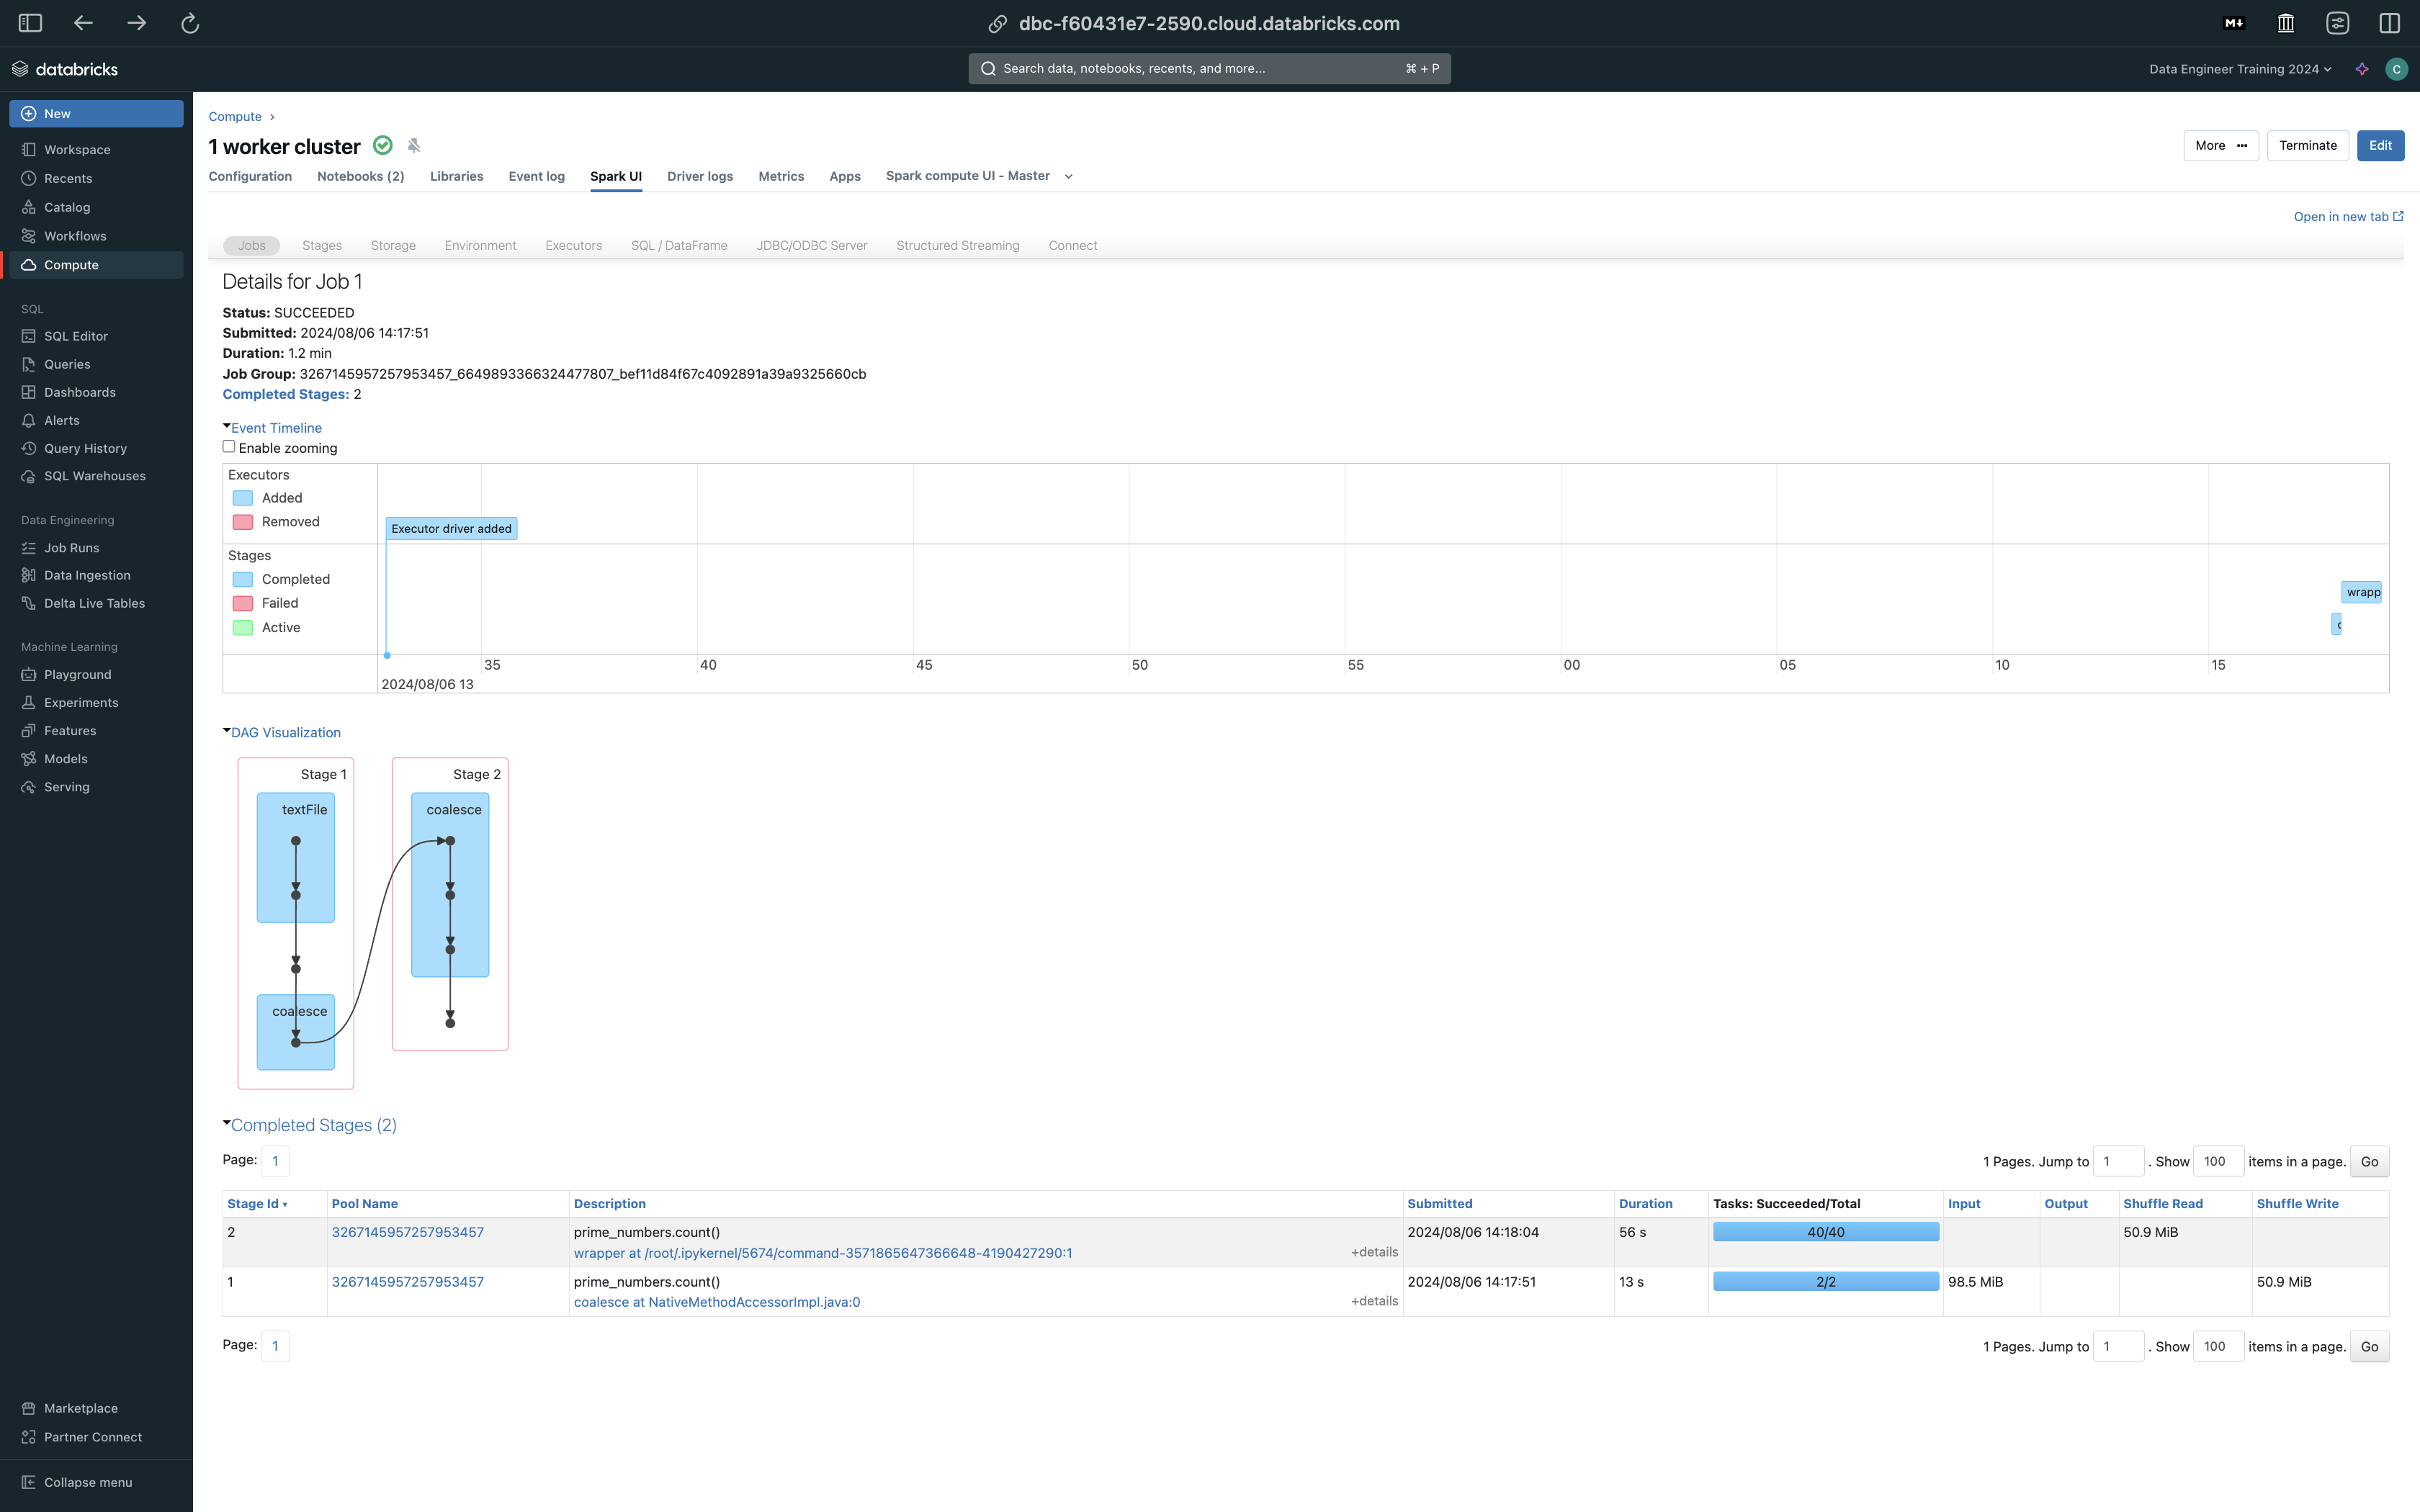 dbc-f60431e7-2590.cloud.databricks.com
M↓
databricks
Search data, notebooks, recents, and more...
⌘ + P
Data Engineer Training 2024
C
New
Workspace
Recents
Catalog
Workflows
Compute
SQL
SQL Editor
Queries
Dashboards
Alerts
Query History
SQL Warehouses
Data Engineering
Job Runs
Data Ingestion
Delta Live Tables
Machine Learning
Playground
Experiments
Features
Models
Serving
Marketplace
Partner Connect
Collapse menu
Compute ›
1 worker cluster
More ···
Terminate
Edit
Configuration Notebooks (2) Libraries Event log Spark UI Driver logs Metrics Apps Spark compute UI - Master
Open in new tab
Jobs Stages Storage Environment Executors SQL / DataFrame JDBC/ODBC Server Structured Streaming Connect
Details for Job 1
Status: SUCCEEDED
Submitted: 2024/08/06 14:17:51
Duration: 1.2 min
Job Group: 3267145957257953457_6649893366324477807_bef11d84f67c4092891a39a9325660cb
Completed Stages: 2
Event Timeline
Enable zooming
Executors
Added
Removed
Executor driver added
Stages
Completed
Failed
Active
wrapp
c
35 40 45 50 55 00 05 10 15
2024/08/06 13
DAG Visualization
Stage 1
textFile
coalesce
Stage 2
coalesce
Completed Stages (2)
Page: 1
1 Pages. Jump to 1 . Show 100 items in a page. Go
Stage Id ▾ Pool Name Description Submitted Duration Tasks: Succeeded/Total Input Output Shuffle Read Shuffle Write
2 3267145957257953457 prime_numbers.count() 2024/08/06 14:18:04 56 s 40/40 50.9 MiB
wrapper at /root/.ipykernel/5674/command-3571865647366648-4190427290:1 +details
1 3267145957257953457 prime_numbers.count() 2024/08/06 14:17:51 13 s 2/2 98.5 MiB 50.9 MiB
coalesce at NativeMethodAccessorImpl.java:0 +details
Page: 1
1 Pages. Jump to 1 . Show 100 items in a page. Go